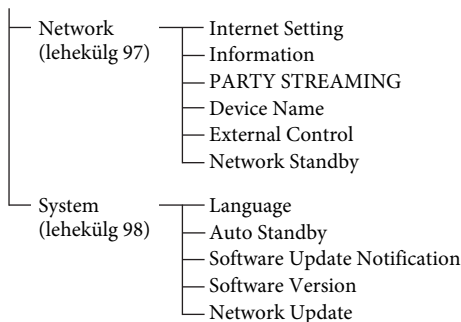 Network
(lehekülg 97)
Internet Setting
Information
PARTY STREAMING
Device Name
External Control
Network Standby
System
(lehekülg 98)
Language
Auto Standby
Software Update Notification
Software Version
Network Update